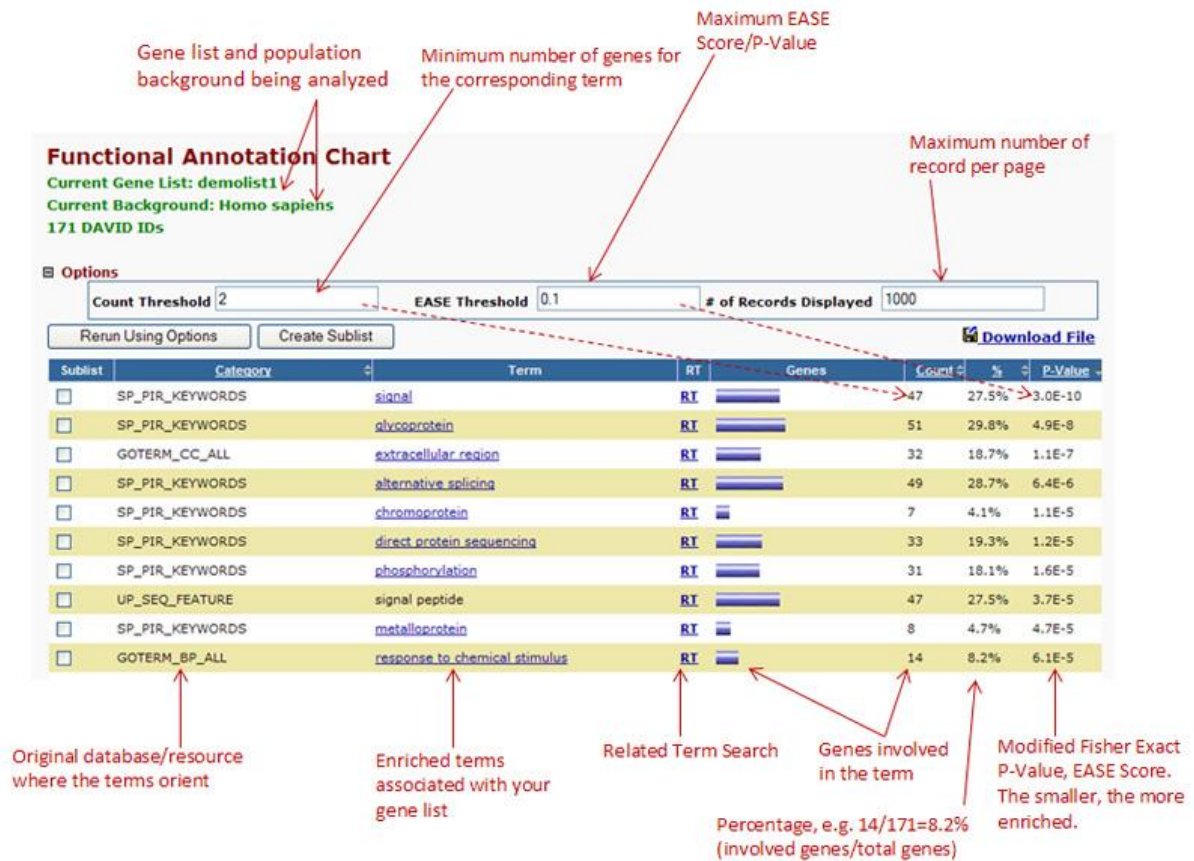 Maximum EASE
Score/P-Value
Gene list and population
background being analyzed
Minimum number of genes for
the corresponding term
Maximum number of
record per page
Functional Annotation Chart
Current Gene List: demolist1
Current Background: Homo sapiens
171 DAVID IDs
Options
Count Threshold 2 EASE Threshold 0.1 # of Records Displayed 1000
Rerun Using Options Create Sublist Download File
Sublist Category Term RT Genes Count % P-Value
SP_PIR_KEYWORDS signal RT 47 27.5% 3.0E-10
SP_PIR_KEYWORDS glycoprotein RT 51 29.8% 4.9E-8
GOTERM_CC_ALL extracellular region RT 32 18.7% 1.1E-7
SP_PIR_KEYWORDS alternative splicing RT 49 28.7% 6.4E-6
SP_PIR_KEYWORDS chromoprotein RT 7 4.1% 1.1E-5
SP_PIR_KEYWORDS direct protein sequencing RT 33 19.3% 1.2E-5
SP_PIR_KEYWORDS phosphorylation RT 31 18.1% 1.6E-5
UP_SEQ_FEATURE signal peptide RT 47 27.5% 3.7E-5
SP_PIR_KEYWORDS metalloprotein RT 8 4.7% 4.7E-5
GOTERM_BP_ALL response to chemical stimulus RT 14 8.2% 6.1E-5
Original database/resource
where the terms orient
Enriched terms
associated with your
gene list
Related Term Search
Genes involved
in the term
Percentage, e.g. 14/171=8.2%
(involved genes/total genes)
Modified Fisher Exact
P-Value, EASE Score.
The smaller, the more
enriched.